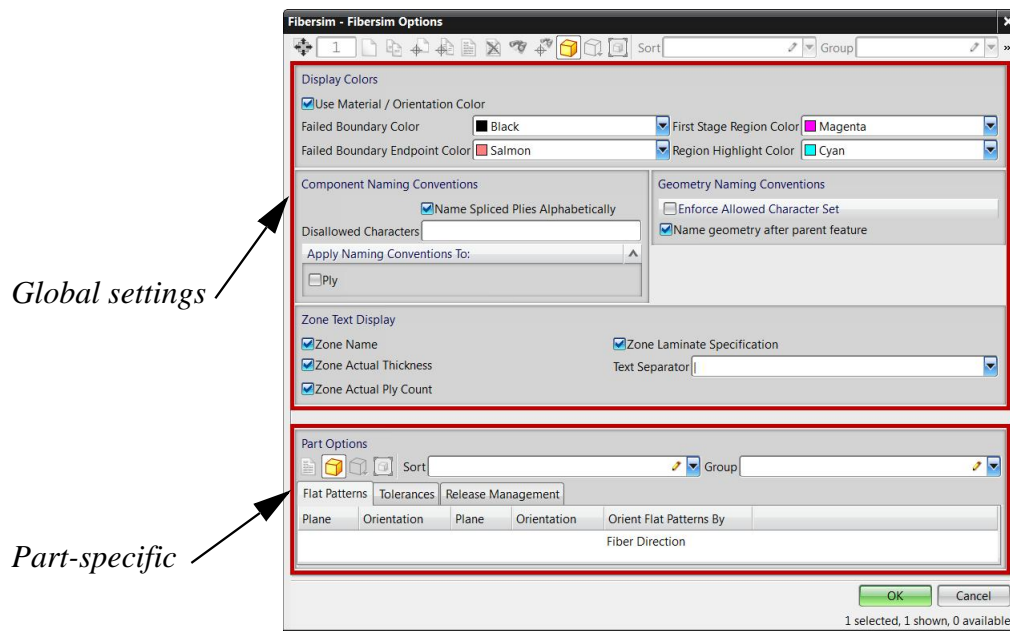 Fibersim - Fibersim Options
1 Sort Group »
Display Colors
Use Material / Orientation Color
Failed Boundary Color Black First Stage Region Color Magenta
Failed Boundary Endpoint Color Salmon Region Highlight Color Cyan
Component Naming Conventions Geometry Naming Conventions
Name Spliced Plies Alphabetically Enforce Allowed Character Set
Disallowed Characters Name geometry after parent feature
Apply Naming Conventions To:
Ply
Global settings
Zone Text Display
Zone Name Zone Laminate Specification
Zone Actual Thickness Text Separator |
Zone Actual Ply Count
Part Options
Sort Group
Flat Patterns Tolerances Release Management
Plane Orientation Plane Orientation Orient Flat Patterns By
Fiber Direction
Part-specific
OK Cancel
1 selected, 1 shown, 0 available